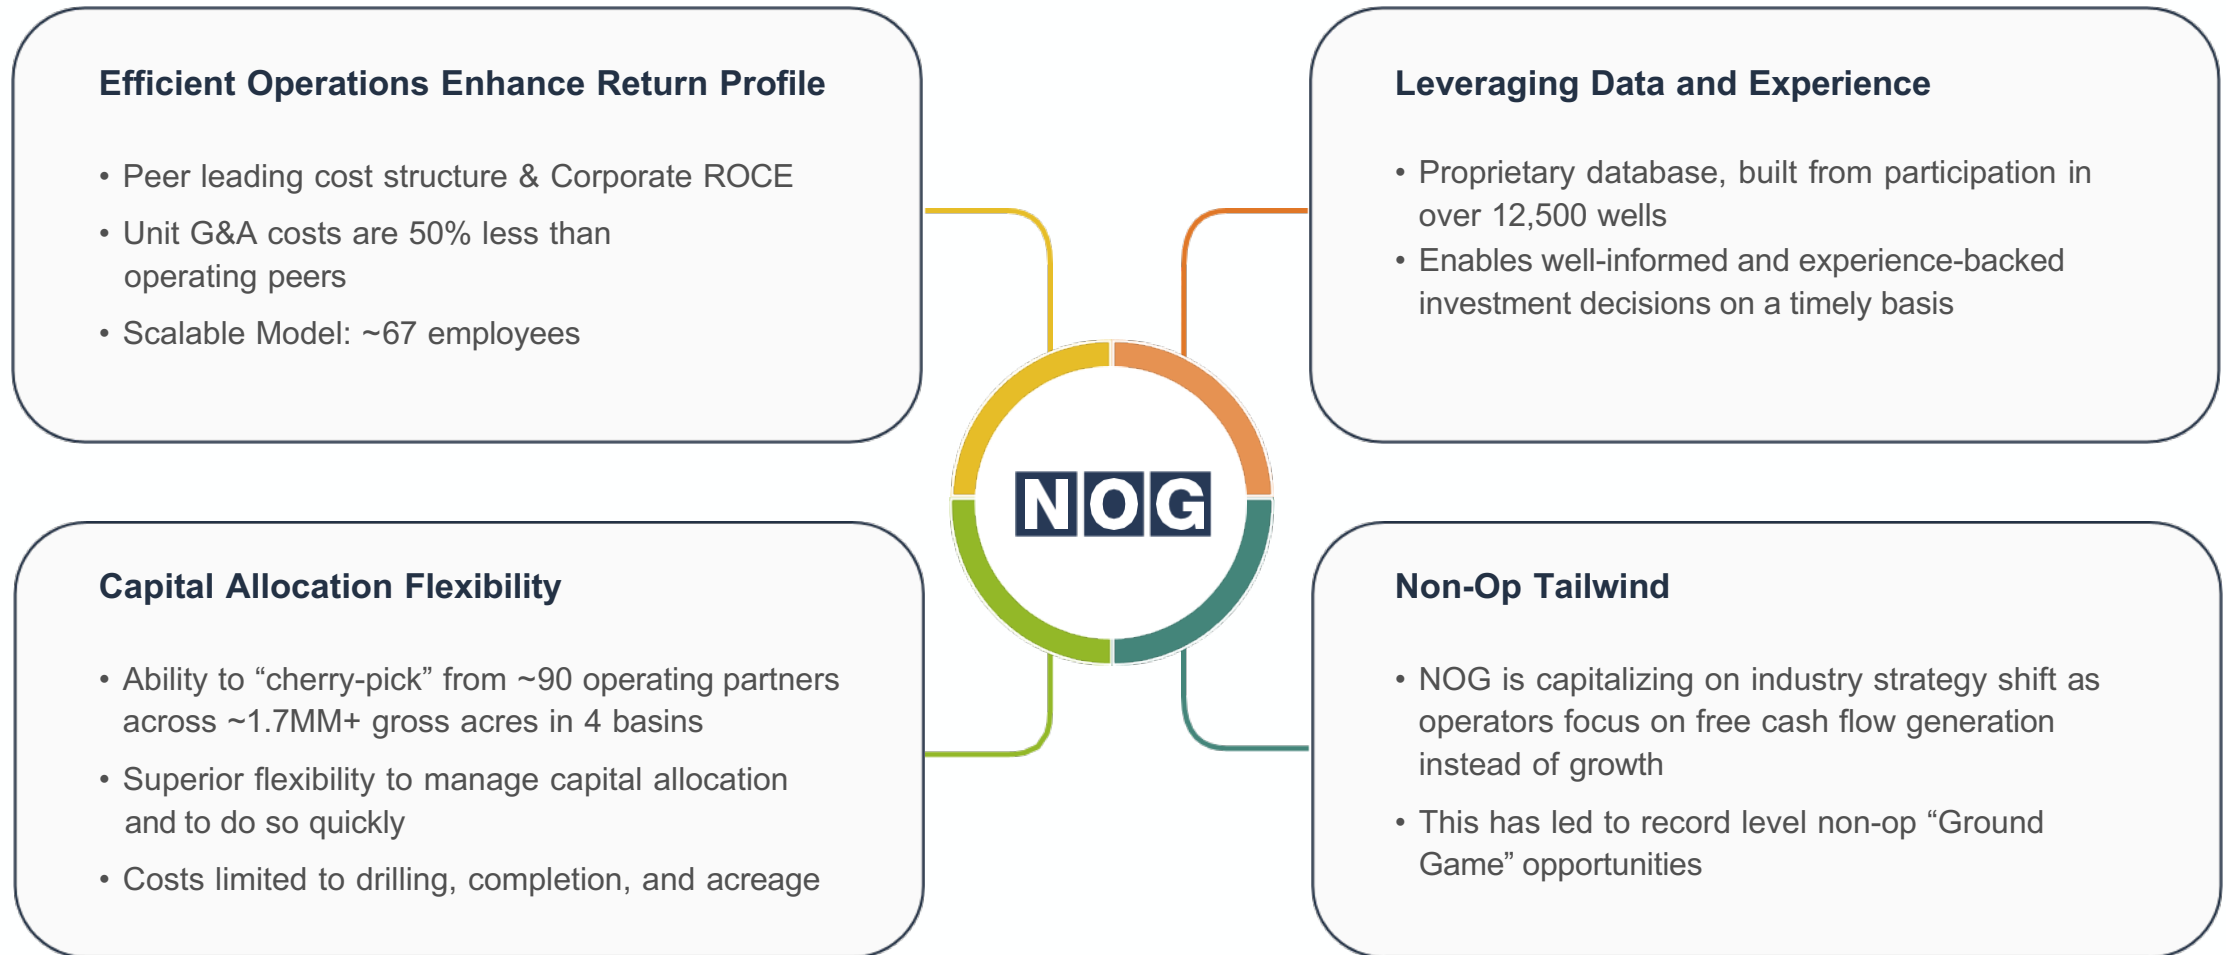 Efficient Operations Enhance Return Profile
• Peer leading cost structure & Corporate ROCE
• Unit G&A costs are 50% less than
operating peers
• Scalable Model: ~67 employees
Leveraging Data and Experience
• Proprietary database, built from participation in
over 12,500 wells
• Enables well-informed and experience-backed
investment decisions on a timely basis
NOG
Capital Allocation Flexibility
• Ability to “cherry-pick” from ~90 operating partners
across ~1.7MM+ gross acres in 4 basins
• Superior flexibility to manage capital allocation
and to do so quickly
• Costs limited to drilling, completion, and acreage
Non-Op Tailwind
• NOG is capitalizing on industry strategy shift as
operators focus on free cash flow generation
instead of growth
• This has led to record level non-op “Ground
Game” opportunities